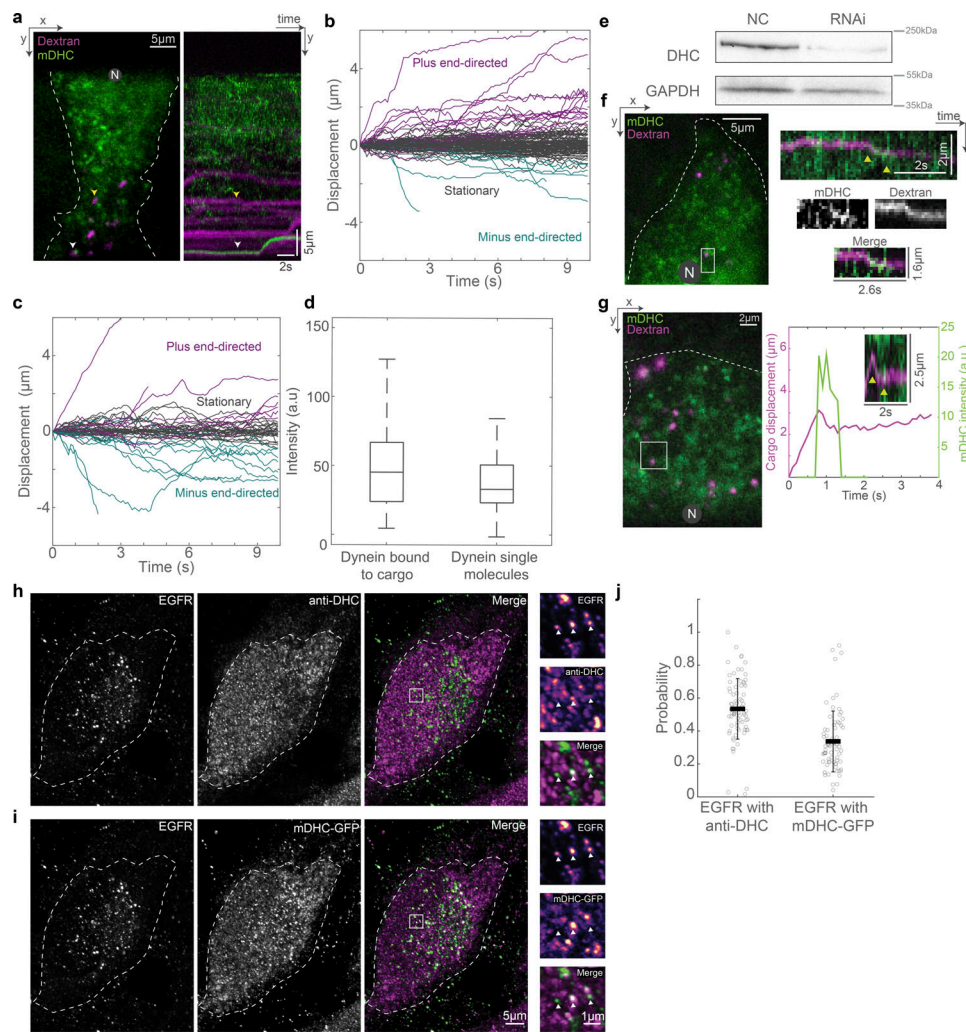 a
x
y
Dextran
mDHC
5µm
N
time
y
5µm
2s
b
Displacement (µm)
4
0
-4
Plus end-directed
Stationary
Minus end-directed
0
3
6
9
Time (s)
c
Displacement (µm)
4
0
-4
Plus end-directed
Stationary
Minus end-directed
0
3
6
9
Time (s)
d
Intensity (a.u)
150
100
50
0
Dynein bound
to cargo
Dynein single
molecules
e
NC
RNAi
DHC
GAPDH
250kDa
55kDa
35kDa
f
x
y
mDHC
Dextran
5µm
N
time
y
2µm
2s
mDHC
Dextran
Merge
1.6µm
2.6s
g
x
y
mDHC
Dextran
2µm
N
Cargo displacement (µm)
6
4
2
0
1
2
3
4
Time (s)
25
20
15
10
5
mDHC intensity (a.u.)
2.5µm
2s
h
EGFR
anti-DHC
Merge
EGFR
anti-DHC
Merge
i
EGFR
mDHC-GFP
Merge
5µm
EGFR
mDHC-GFP
Merge
1µm
j
Probability
1
0.8
0.6
0.4
0.2
0
EGFR with
anti-DHC
EGFR with
mDHC-GFP